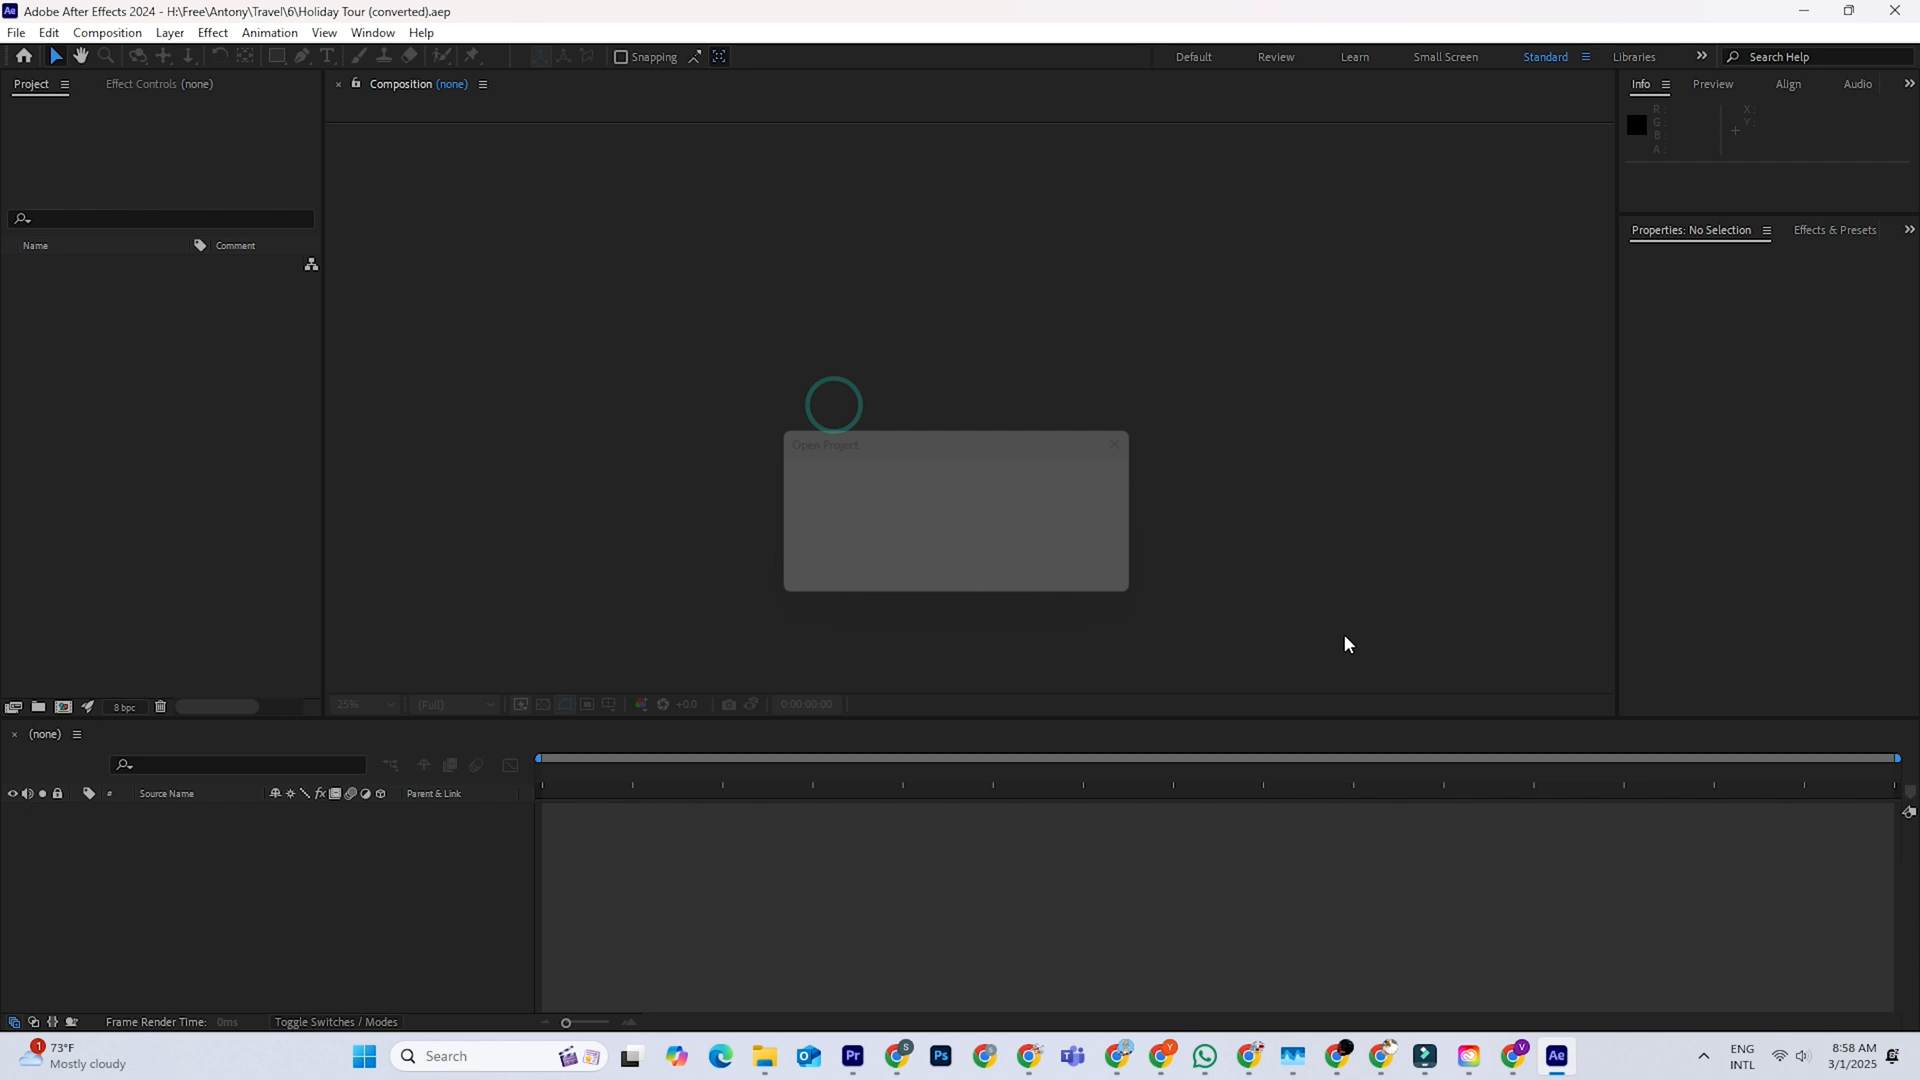 Adobe After Effects 2024 - H:\Free\Antony\Travel\6\Holiday Tour (converted).aep
File Edit Composition Layer Effect Animation View Window Help
Snapping Default Review Learn Small Screen Standard Libraries Search Help
Project Effect Controls (none) Composition (none) Info Preview Align Audio
R: X:
G: Y:
B:
A:
Properties: No Selection Effects & Presets
Name Comment
Open Project
8 bpc 25% (Full) +0.0 0:00:00:00
(none)
# Source Name fx Parent & Link
Frame Render Time: 0ms Toggle Switches / Modes
1 73°F
Mostly cloudy
Search
ENG
INTL
8:58 AM
3/1/2025